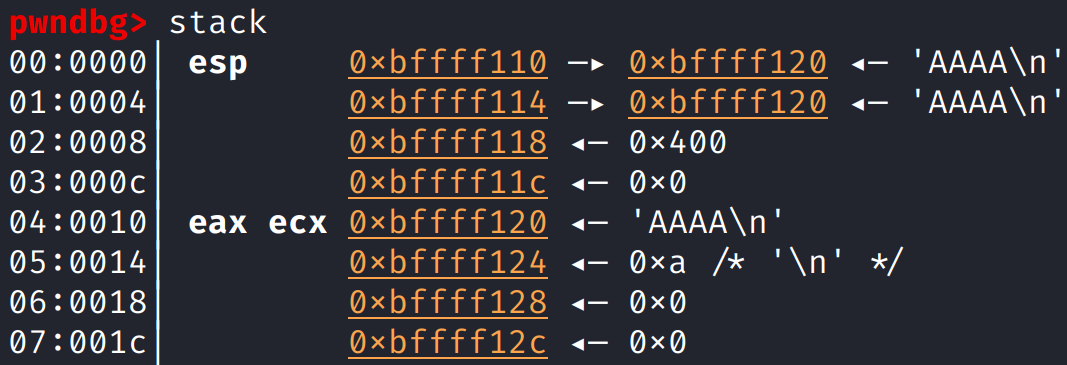 pwndbg> stack
00:0000│ esp 0xbffff110 —▸ 0xbffff120 ◂— 'AAAA\n'
01:0004│ 0xbffff114 —▸ 0xbffff120 ◂— 'AAAA\n'
02:0008│ 0xbffff118 ◂— 0x400
03:000c│ 0xbffff11c ◂— 0x0
04:0010│ eax ecx 0xbffff120 ◂— 'AAAA\n'
05:0014│ 0xbffff124 ◂— 0xa /* '\n' */
06:0018│ 0xbffff128 ◂— 0x0
07:001c│ 0xbffff12c ◂— 0x0